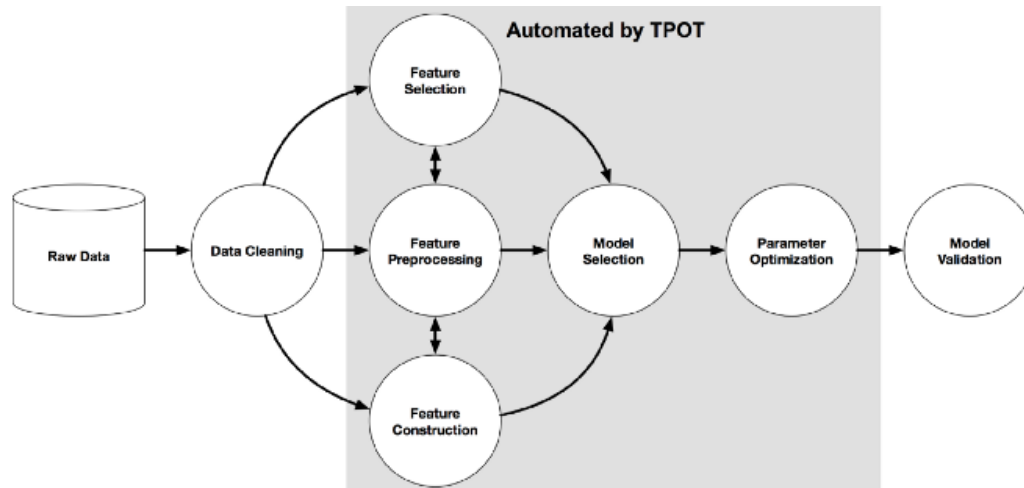 Automated by TPOT
Feature
Selection
Raw Data
Data Cleaning
Feature
Preprocessing
Model
Selection
Parameter
Optimization
Model
Validation
Feature
Construction